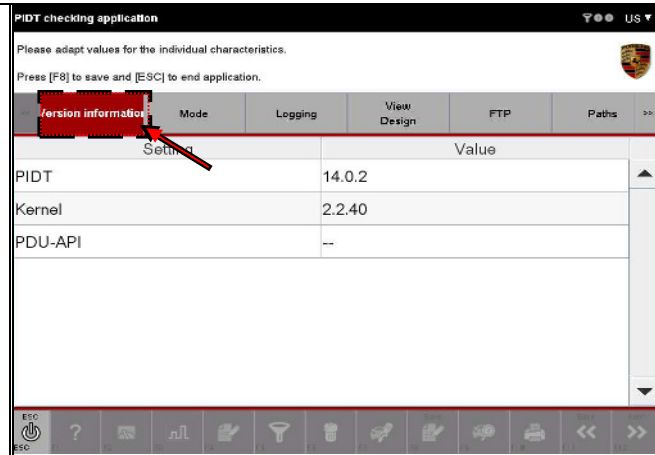 PIDT checking application
US
Please adapt values for the individual characteristics.
Press [F8] to save and [ESC] to end application.
Version information
Mode
Logging
View
Design
FTP
Paths
>>
Setting
Value
PIDT
14.0.2
Kernel
2.2.40
PDU-API
--
ESC
?
<<
>>
ESC